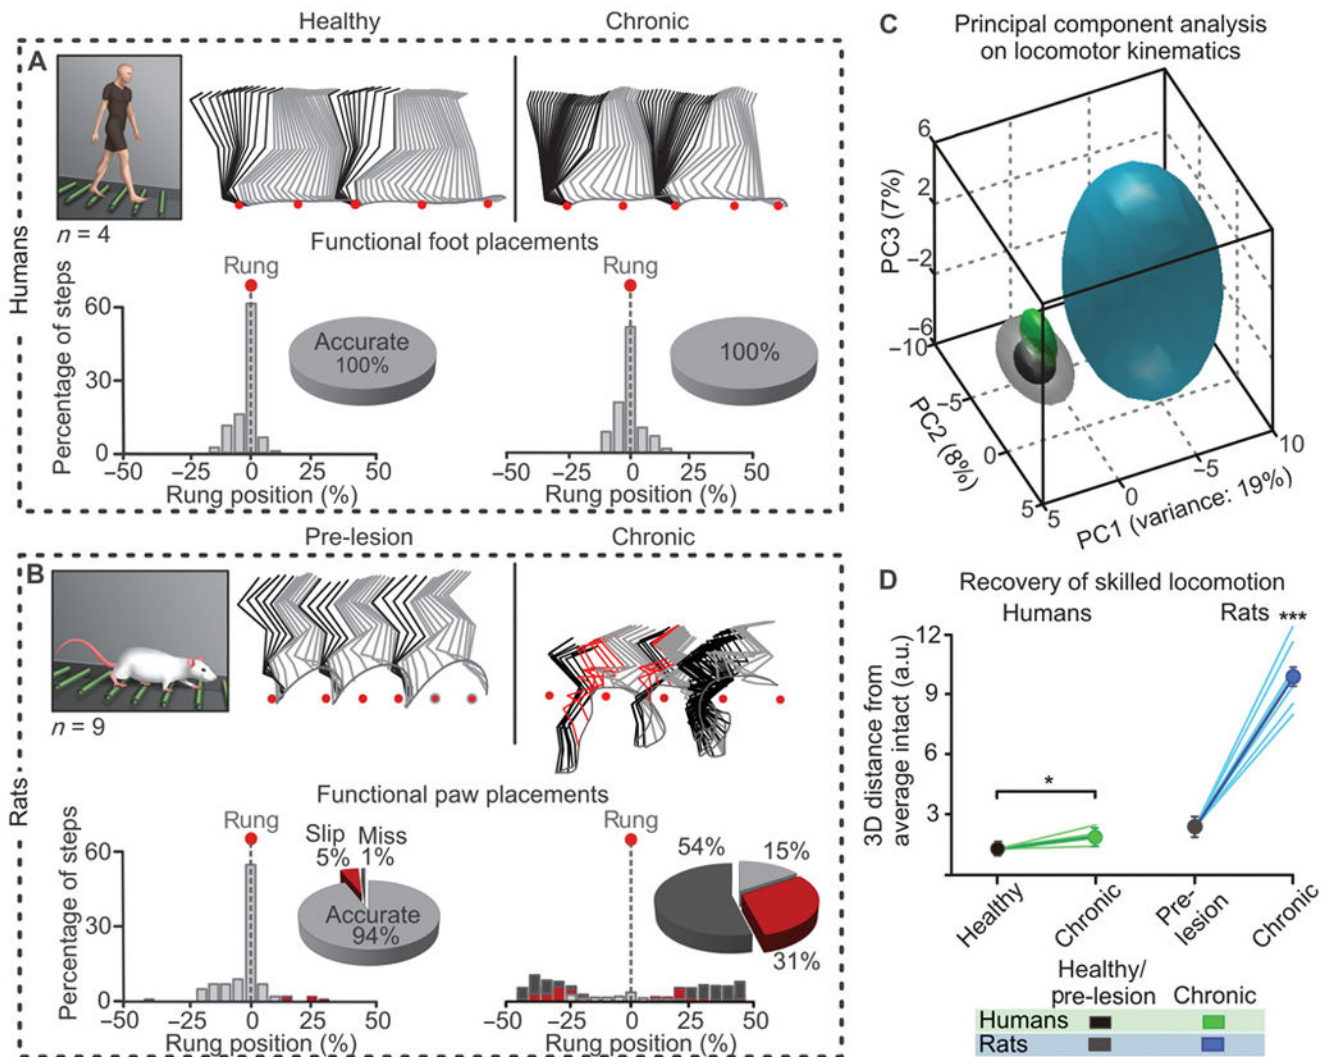 Healthy
Chronic
A
Humans
n = 4
Functional foot placements
Rung
Rung
Percentage of steps
60
30
0
Accurate
100%
100%
−50 −25 0 25 50
−50 −25 0 25 50
Rung position (%)
Rung position (%)
Pre-lesion
Chronic
B
Rats
n = 9
Functional paw placements
Rung
Rung
Percentage of steps
60
30
0
Slip
5%
Miss
1%
Accurate
94%
54%
15%
31%
−50 −25 0 25 50
−50 −25 0 25 50
Rung position (%)
Rung position (%)
C
Principal component analysis
on locomotor kinematics
PC3 (7%)
6
2
−2
−6
−10
−5
0
5
PC2 (8%)
5
0
−5
10
PC1 (variance: 19%)
D
Recovery of skilled locomotion
Humans
Rats
***
*
3D distance from
average intact (a.u.)
12
9
6
3
Healthy
Chronic
Pre-
lesion
Chronic
Healthy/
pre-lesion
Chronic
Humans
Rats